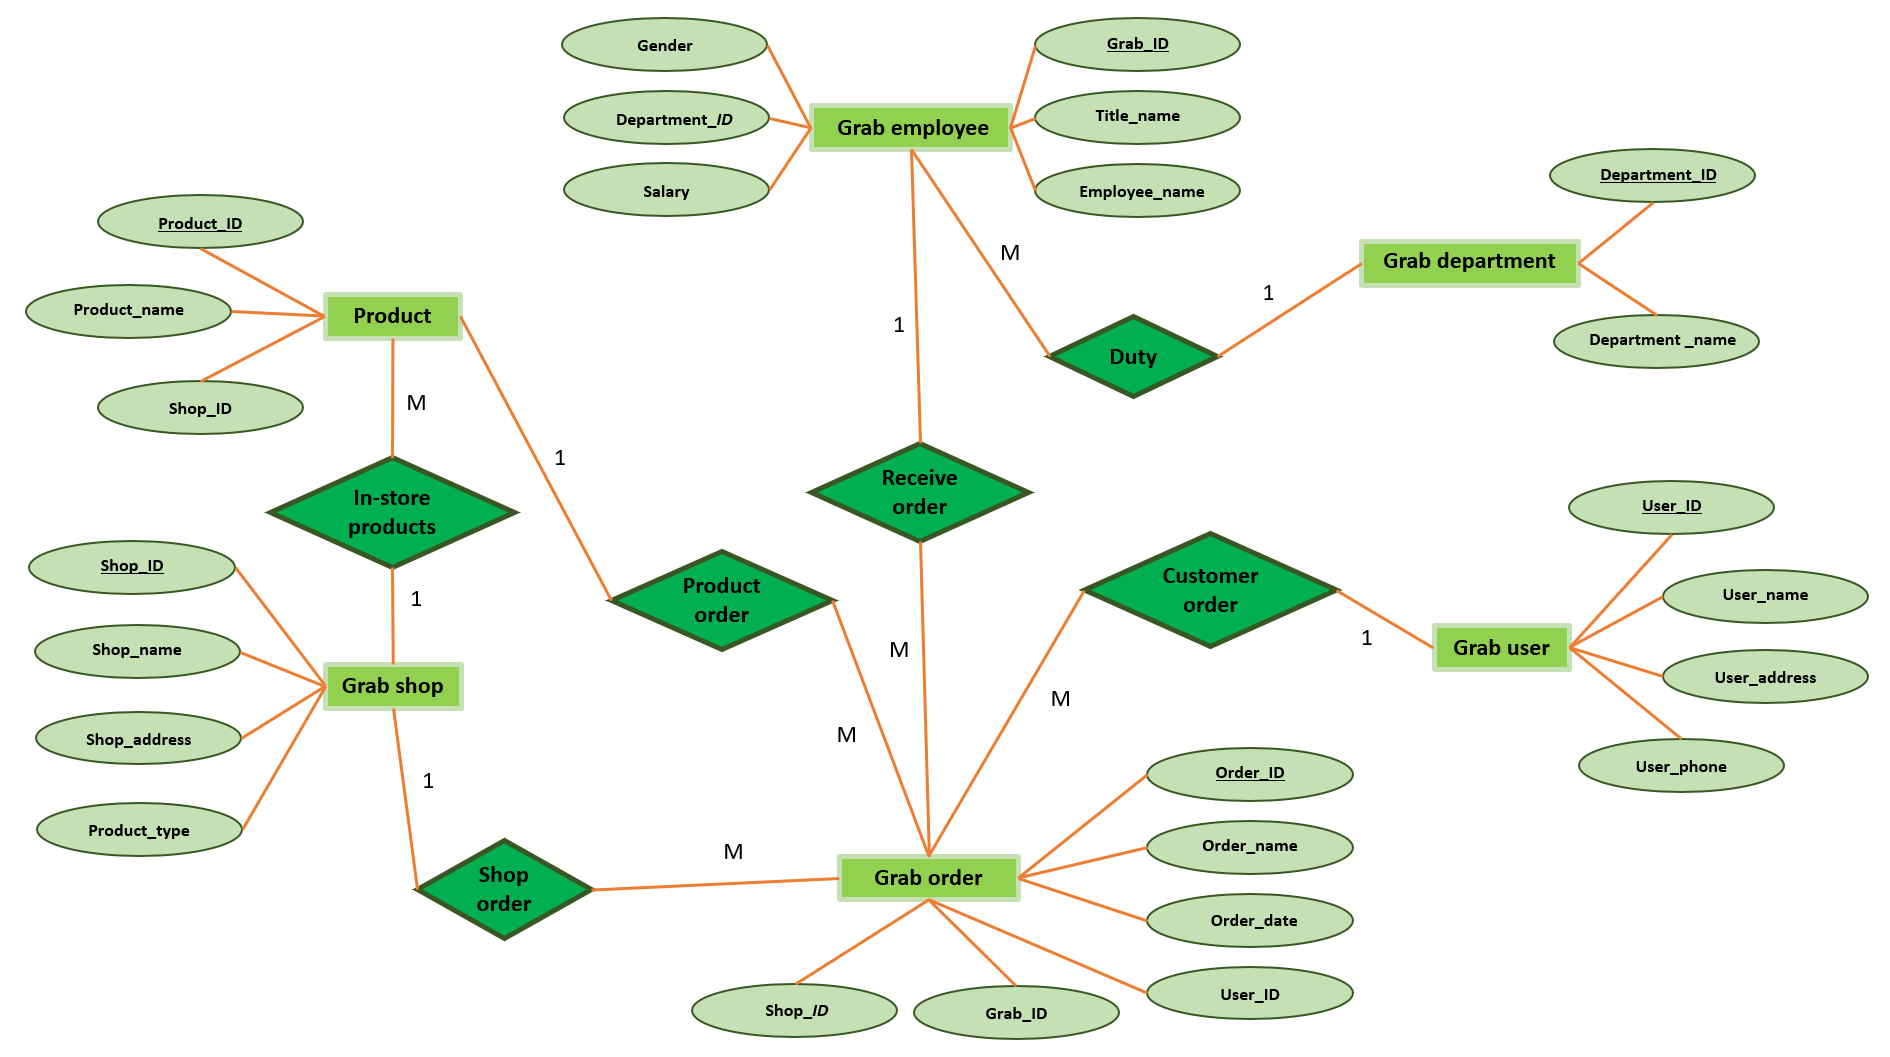 Gender
Grab_ID
Department_ID
Grab employee
Title_name
Salary
Employee_name
Product_ID
Product_name
Product
Shop_ID
M
1
Department_ID
Grab department
Department _name
M
1
Duty
1
In-store
products
Receive
order
Product
order
Customer
order
User_ID
User_name
Grab user
User_address
User_phone
1
Shop_ID
Shop_name
Grab shop
Shop_address
Product_type
1
1
M
M
M
M
Shop
order
Grab order
Order_ID
Order_name
Order_date
User_ID
Shop_ID
Grab_ID